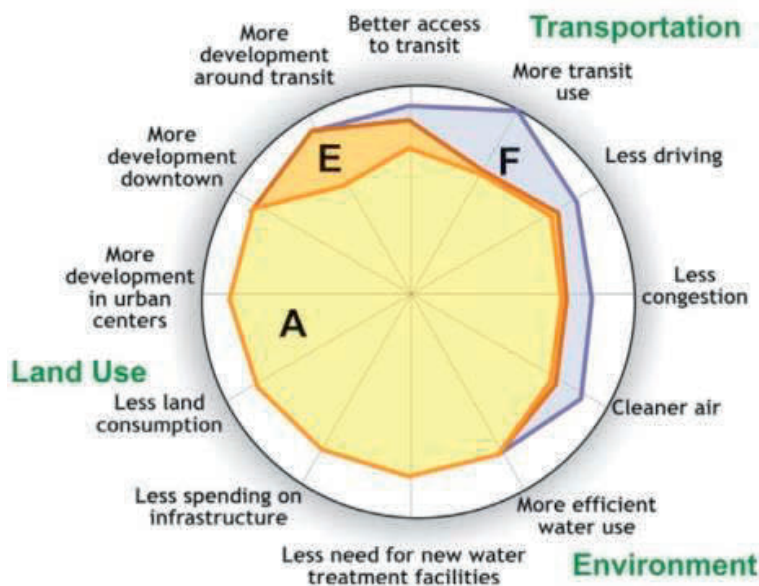 Better access
to transit
Transportation
More transit
use
Less driving
Less
congestion
Cleaner air
More efficient
water use
Environment
Less need for new water
treatment facilities
Less spending on
infrastructure
Less land
consumption
Land Use
More
development
in urban
centers
More
development
downtown
More
development
around transit
E
F
A